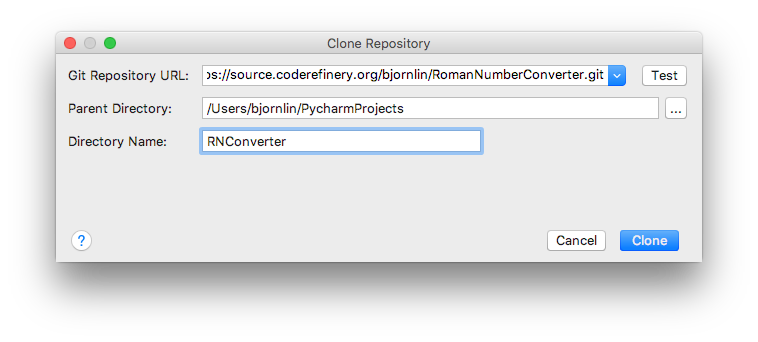 Clone Repository
Git Repository URL: ps://source.coderefinery.org/bjornlin/RomanNumberConverter.git Test
Parent Directory: /Users/bjornlin/PycharmProjects ...
Directory Name: RNConverter
? Cancel Clone